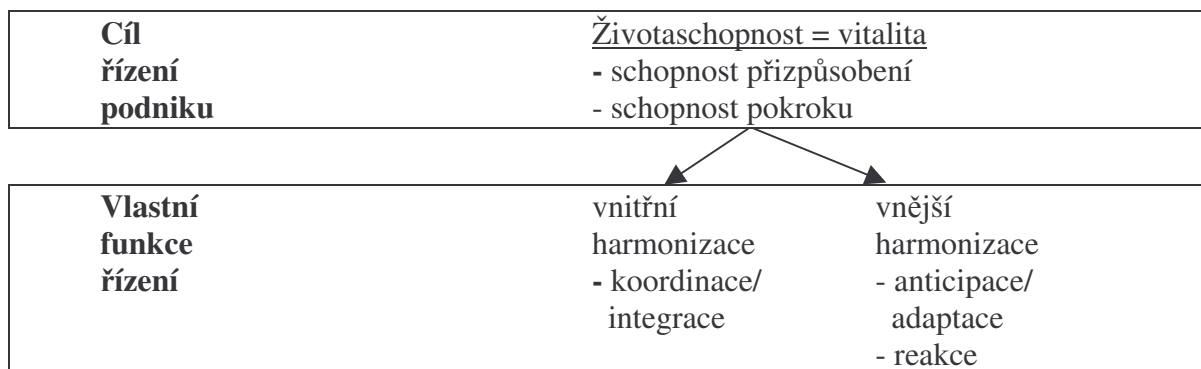 Cíl
řízení
podniku
Životaschopnost = vitalita
- schopnost přizpůsobení
- schopnost pokroku
Vlastní
funkce
řízení
vnitřní
harmonizace
- koordinace/
integrace
vnější
harmonizace
- anticipace/
adaptace
- reakce